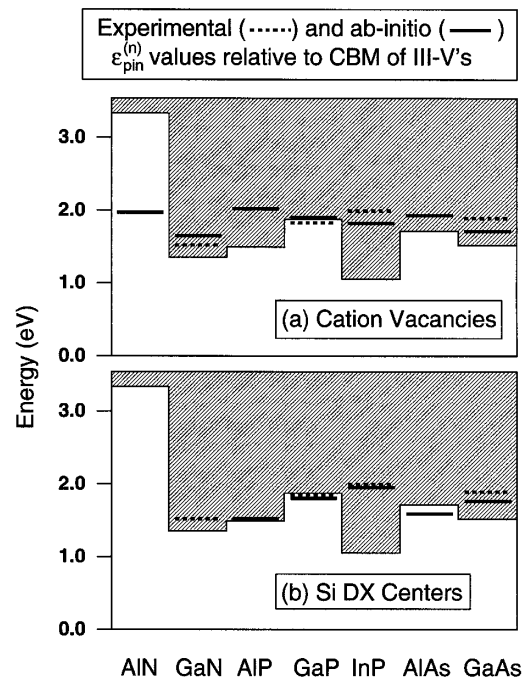 Experimental ( ) and ab-initio ( )
ε(n)pin values relative to CBM of III-V's
Energy (eV)
3.0
2.0
1.0
0.0
(a) Cation Vacancies
3.0
2.0
1.0
0.0
(b) Si DX Centers
AlN GaN AlP GaP InP AlAs GaAs